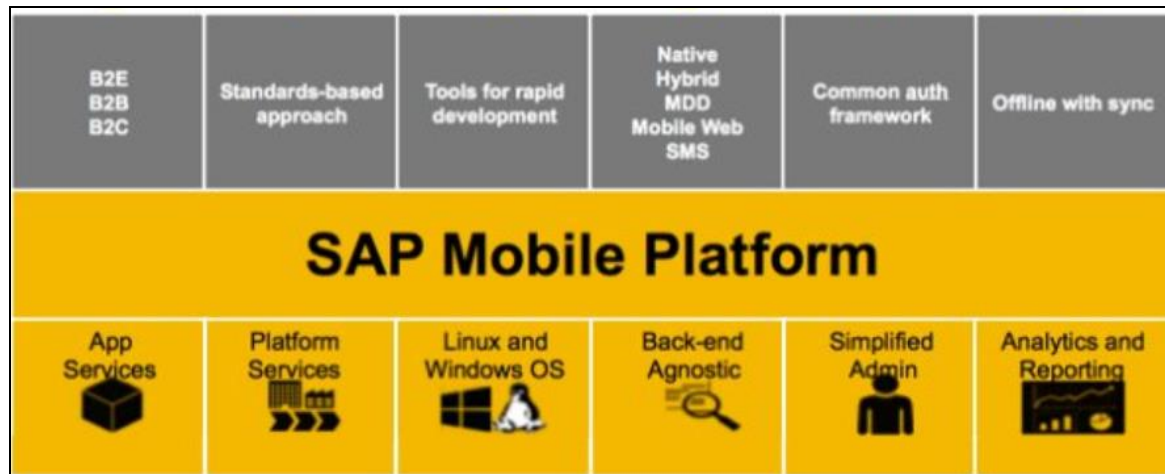 B2E
B2B
B2C
Standards-based
approach
Tools for rapid
development
Native
Hybrid
MDD
Mobile Web
SMS
Common auth
framework
Offline with sync
SAP Mobile Platform
App
Services
Platform
Services
Linux and
Windows OS
Back-end
Agnostic
Simplified
Admin
Analytics and
Reporting